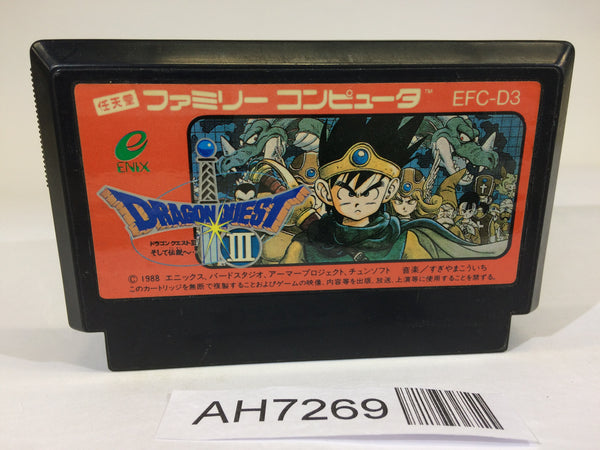 任天堂 ファミリー コンピュータ™ EFC-D3
ENIX
DRAGON QUEST
III
ドラゴンクエストIII
そして伝説へ…
© 1988 エニックス、バードスタジオ、アーマープロジェクト、チュンソフト 音楽/すぎやまこういち
このカートリッジを無断で複製することおよびゲームの映像、内容等を出版、放送、上演等に使用することを禁ずる。
AH7269